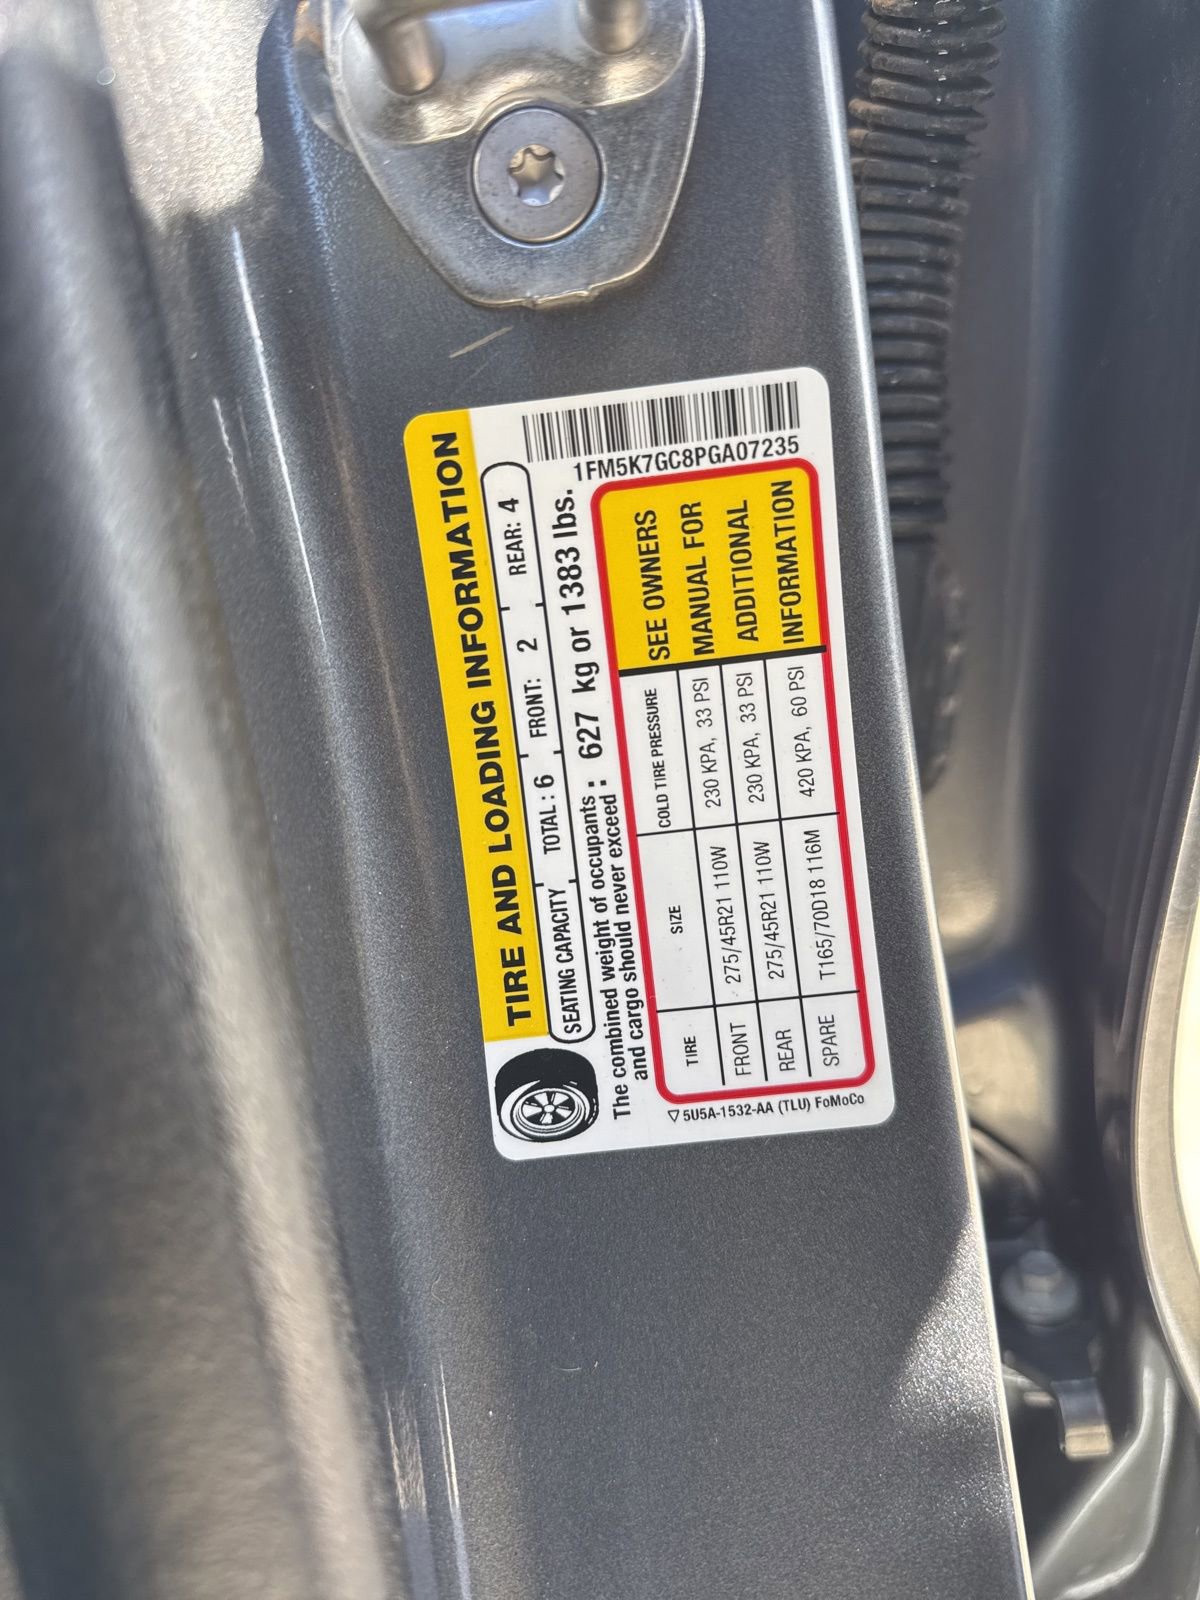 1FM5K7GC8PGA07235
TIRE AND LOADING INFORMATION
SEATING CAPACITY TOTAL : 6 FRONT: 2 REAR: 4
The combined weight of occupants
and cargo should never exceed : 627 kg or 1383 lbs.
TIRE SIZE COLD TIRE PRESSURE
FRONT 275/45R21 110W 230 KPA, 33 PSI
REAR 275/45R21 110W 230 KPA, 33 PSI
SPARE T165/70D18 116M 420 KPA, 60 PSI
SEE OWNERS
MANUAL FOR
ADDITIONAL
INFORMATION
5U5A-1532-AA (TLU) FoMoCo